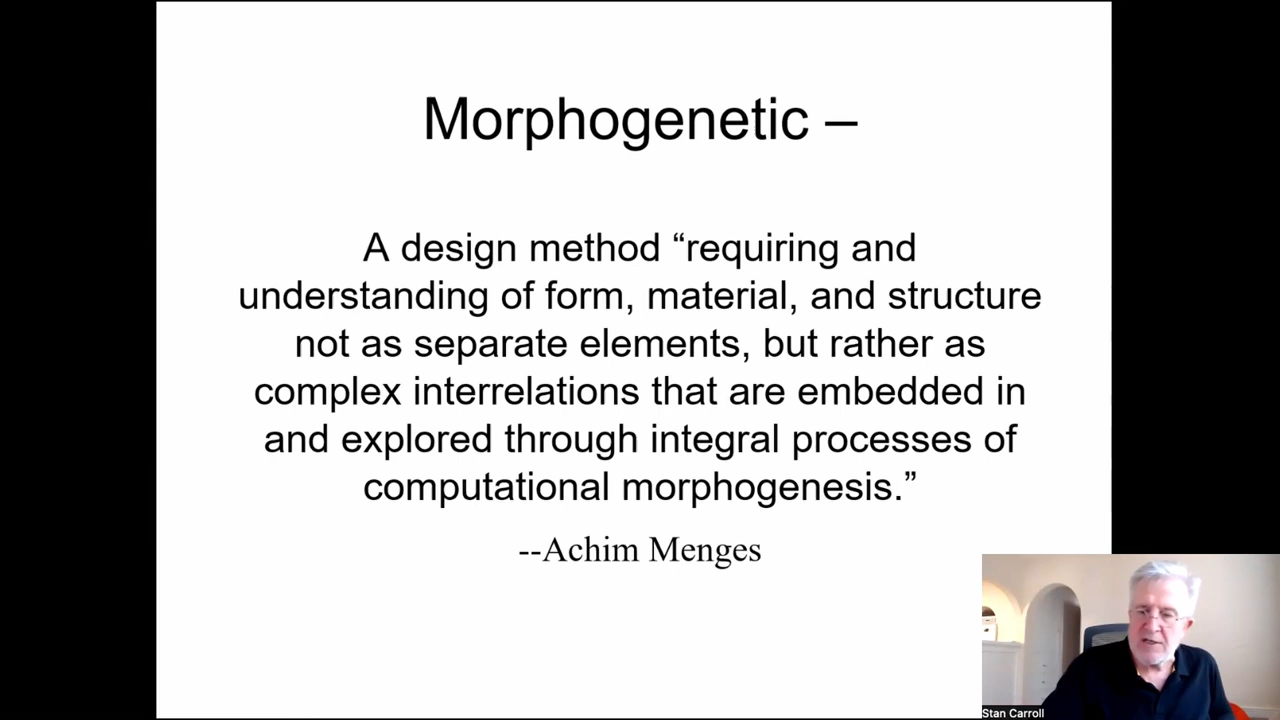 Morphogenetic –
A design method “requiring and
understanding of form, material, and structure
not as separate elements, but rather as
complex interrelations that are embedded in
and explored through integral processes of
computational morphogenesis.”
--Achim Menges
Stan Carroll